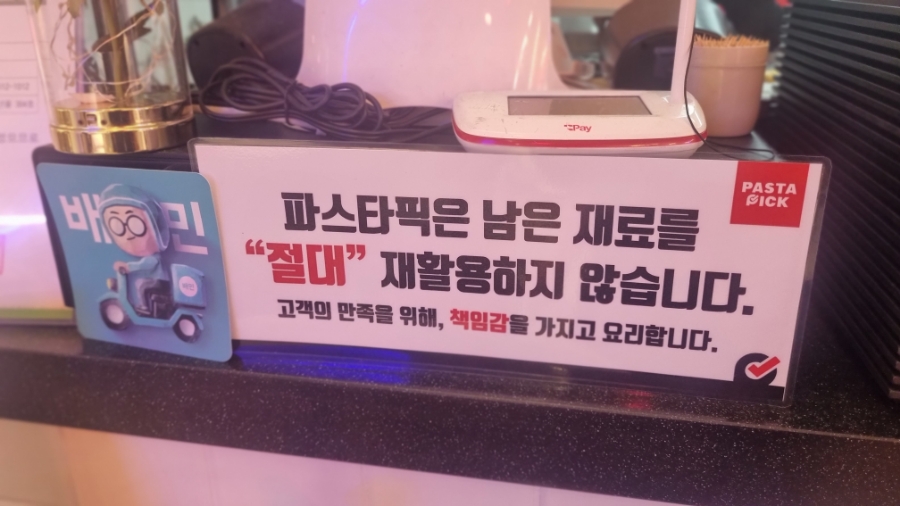 Pay
PASTA
PICK
배민
파스타픽은 남은 재료를
“절대” 재활용하지 않습니다.
고객의 만족을 위해, 책임감을 가지고 요리합니다.